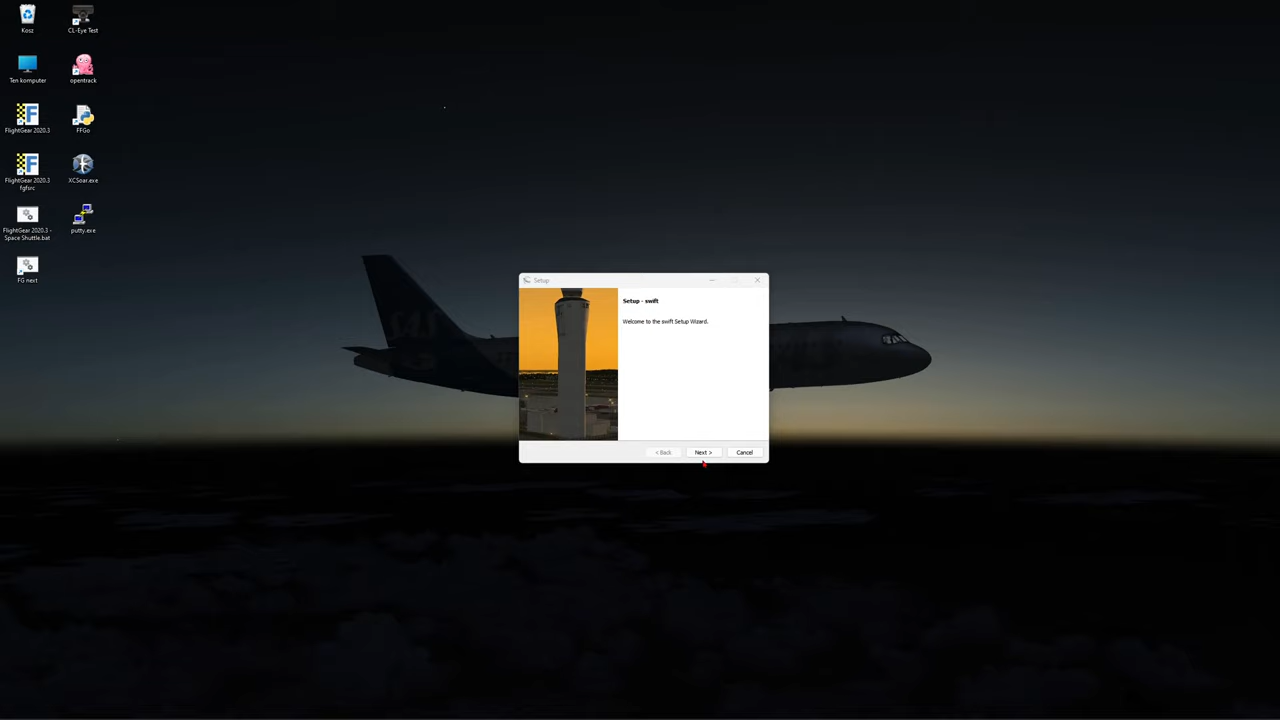 Kosz
CL-Eye Test
Ten komputer
opentrack
FlightGear 2020.3
FFGo
FlightGear 2020.3
fgfsrc
XCSoar.exe
FlightGear 2020.3 -
Space Shuttle.bat
putty.exe
FG next
Setup
Setup - swift
Welcome to the swift Setup Wizard.
< Back
Next >
Cancel